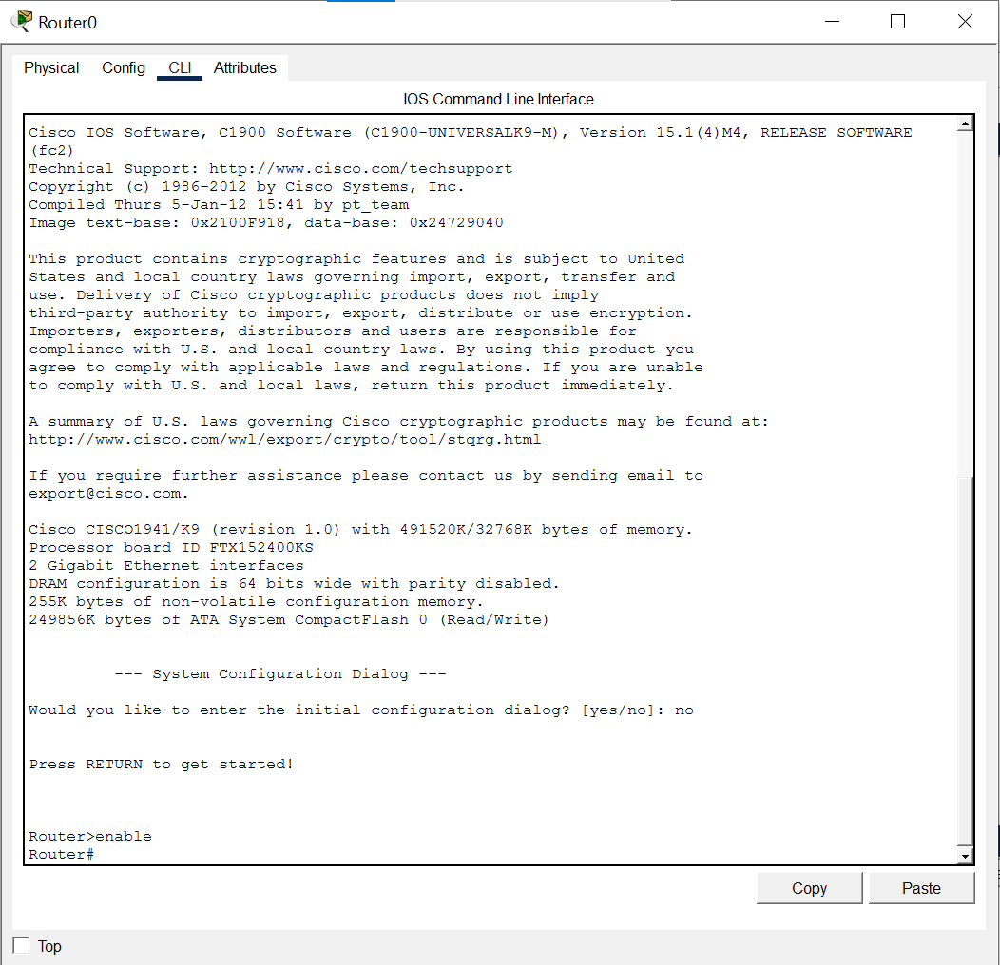 Router0
Physical Config CLI Attributes
IOS Command Line Interface
Cisco IOS Software, C1900 Software (C1900-UNIVERSALK9-M), Version 15.1(4)M4, RELEASE SOFTWARE
(fc2)
Technical Support: http://www.cisco.com/techsupport
Copyright (c) 1986-2012 by Cisco Systems, Inc.
Compiled Thurs 5-Jan-12 15:41 by pt_team
Image text-base: 0x2100F918, data-base: 0x24729040
This product contains cryptographic features and is subject to United
States and local country laws governing import, export, transfer and
use. Delivery of Cisco cryptographic products does not imply
third-party authority to import, export, distribute or use encryption.
Importers, exporters, distributors and users are responsible for
compliance with U.S. and local country laws. By using this product you
agree to comply with applicable laws and regulations. If you are unable
to comply with U.S. and local laws, return this product immediately.
A summary of U.S. laws governing Cisco cryptographic products may be found at:
http://www.cisco.com/wwl/export/crypto/tool/stqrg.html
If you require further assistance please contact us by sending email to
export@cisco.com.
Cisco CISCO1941/K9 (revision 1.0) with 491520K/32768K bytes of memory.
Processor board ID FTX152400KS
2 Gigabit Ethernet interfaces
DRAM configuration is 64 bits wide with parity disabled.
255K bytes of non-volatile configuration memory.
249856K bytes of ATA System CompactFlash 0 (Read/Write)
--- System Configuration Dialog ---
Would you like to enter the initial configuration dialog? [yes/no]: no
Press RETURN to get started!
Router>enable
Router#
Copy Paste
Top